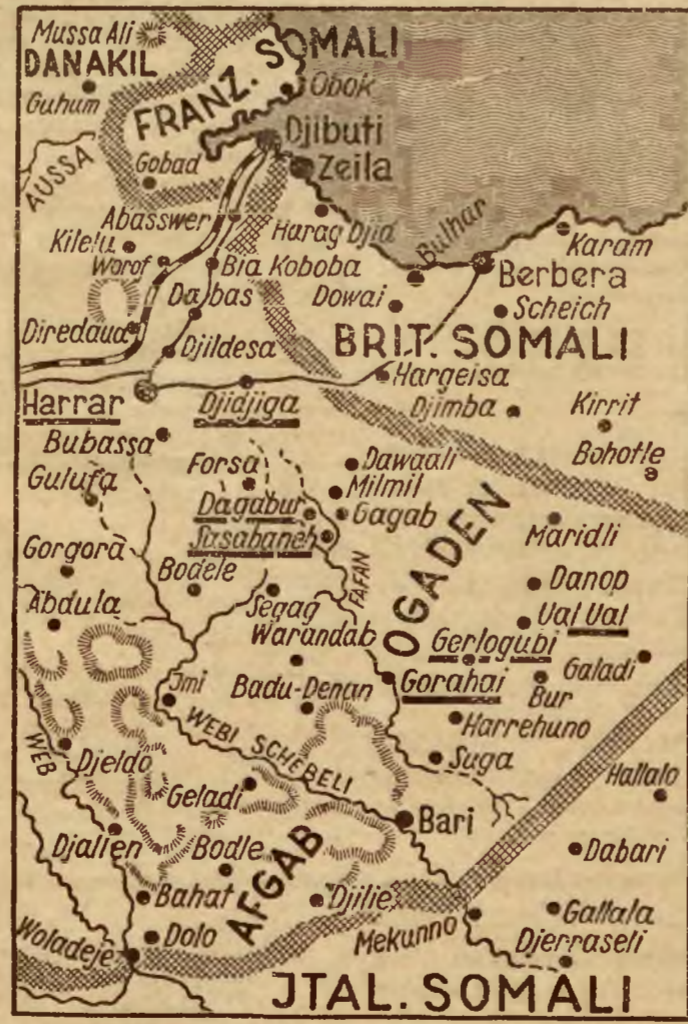 Mussa Ali
DANAKIL
FRANZ. SOMALI
Guhum
Obok
Djibuti
AUSSA
Gobad
Zeila
Abasswer
Harag Djid
Bulhar
Karam
Kilelu
Worof
Bia Koboba
Berbera
Dabas
Dowai
Scheich
Diredaua
Djildesa
BRIT. SOMALI
Hargeisa
Harrar
Djidjiga
Djimba
Kirrit
Bubassa
Bohotle
Forsa
Dawaali
Gulufa
Milmil
Dagabur
Gagab
Sasabaneh
OGADEN
Maridli
Gorgora
Bodele
FAFAN
Danop
Abdula
Segag
Ual Ual
Warandab
Gerlogubi
Galadi
Jmi
Badu-Denan
Gorahai
Bur
Harrehuno
WEBI SCHEBELI
WEB
Djeldo
Suga
Hallalo
Geladi
Bari
Djalien
Bodle
AFGAB
Dabari
Bahat
Djilie
Gallala
Woladeje
Dolo
Mekunno
Djerraseli
JTAL. SOMALI